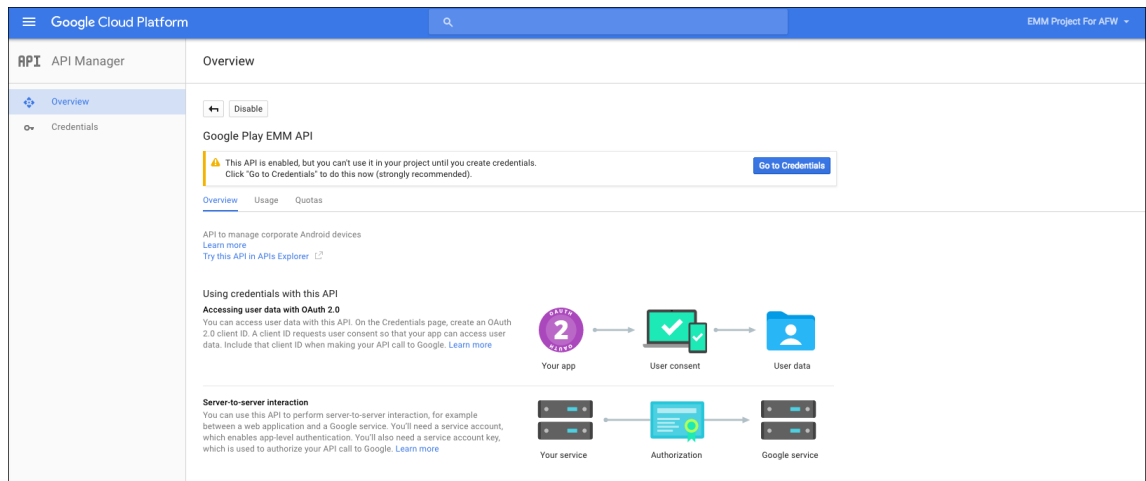 Google Cloud Platform
EMM Project For AFW
API API Manager
Overview
Overview
Credentials
Disable
Google Play EMM API
This API is enabled, but you can't use it in your project until you create credentials.
Click "Go to Credentials" to do this now (strongly recommended).
Go to Credentials
Overview Usage Quotas
API to manage corporate Android devices
Learn more
Try this API in APIs Explorer
Using credentials with this API
Accessing user data with OAuth 2.0
You can access user data with this API. On the Credentials page, create an OAuth
2.0 client ID. A client ID requests user consent so that your app can access user
data. Include that client ID when making your API call to Google. Learn more
OAUTH
2
OAUTH
Your app
User consent
User data
Server-to-server interaction
You can use this API to perform server-to-server interaction, for example
between a web application and a Google service. You'll need a service account,
which enables app-level authentication. You'll also need a service account key,
which is used to authorize your API call to Google. Learn more
Your service
Authorization
Google service